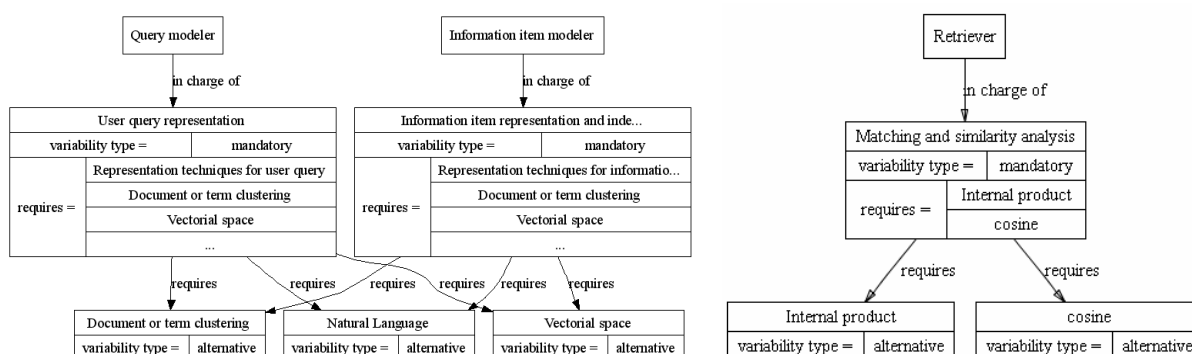 Query modeler
Information item modeler
in charge of
in charge of
User query representation
variability type =
mandatory
requires =
Representation techniques for user query
Document or term clustering
Vectorial space
...
Information item representation and inde...
variability type =
mandatory
requires =
Representation techniques for informatio...
Document or term clustering
Vectorial space
...
requires
requires
requires
requires
requires
Document or term clustering
variability type =
alternative
Natural Language
variability type =
alternative
Vectorial space
variability type =
alternative
Retriever
in charge of
Matching and similarity analysis
variability type =
mandatory
requires =
Internal product
cosine
requires
requires
Internal product
variability type =
alternative
cosine
variability type =
alternative